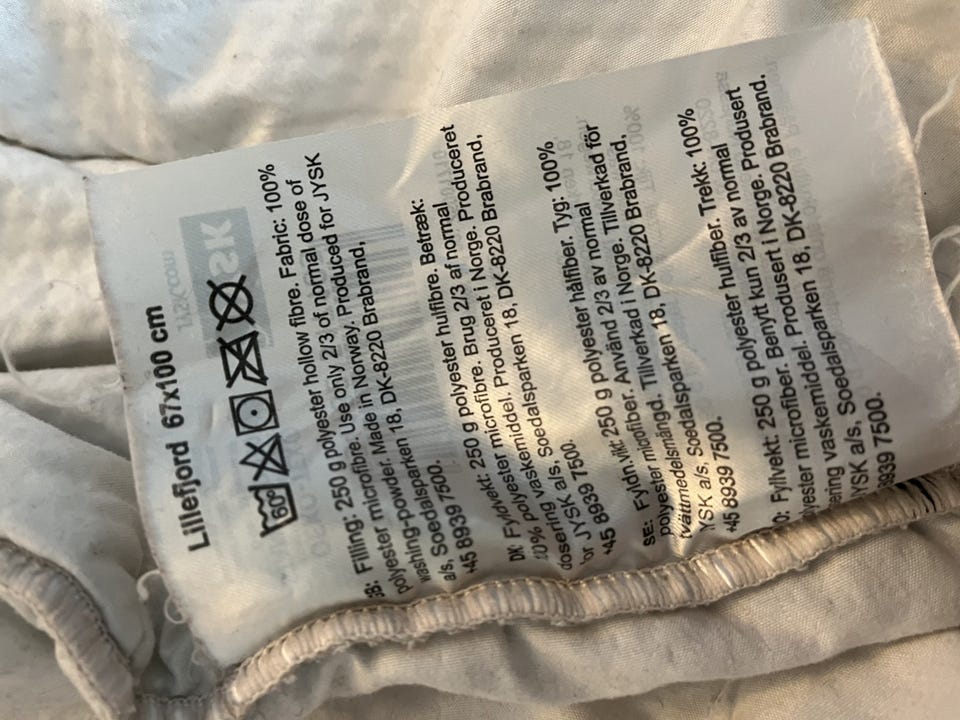 Lillefjord 67x100 cm
60°
GB: Filling: 250 g polyester hollow fibre. Fabric: 100%
polyester microfibre. Use only 2/3 of normal dose of
washing-powder. Made in Norway. Produced for JYSK
a/s, Soedalsparken 18, DK-8220 Brabrand,
+45 8939 7500.
DK: Fyldvekt: 250 g polyester hulfibre. Betræk:
100% polyester microfibre. Brug 2/3 af normal
dosering vaskemiddel. Produceret i Norge. Produceret
for JYSK a/s, Soedalsparken 18, DK-8220 Brabrand,
+45 8939 7500.
SE: Fyldn.vikt 250 g polyester hålfiber. Tyg: 100%
polyester microfiber. Använd 2/3 av normal
tvättmedelsmängd. Tillverkad i Norge. Tillverkad för
JYSK a/s, Soedalsparken 18, DK-8220 Brabrand,
+45 8939 7500.
NO: Fyllvekt: 250 g polyester hulfiber. Trekk: 100%
polyester microfiber. Benytt kun 2/3 av normal
dosering vaskemiddel. Produsert i Norge. Produsert
JYSK a/s, Soedalsparken 18, DK-8220 Brabrand.
8939 7500.